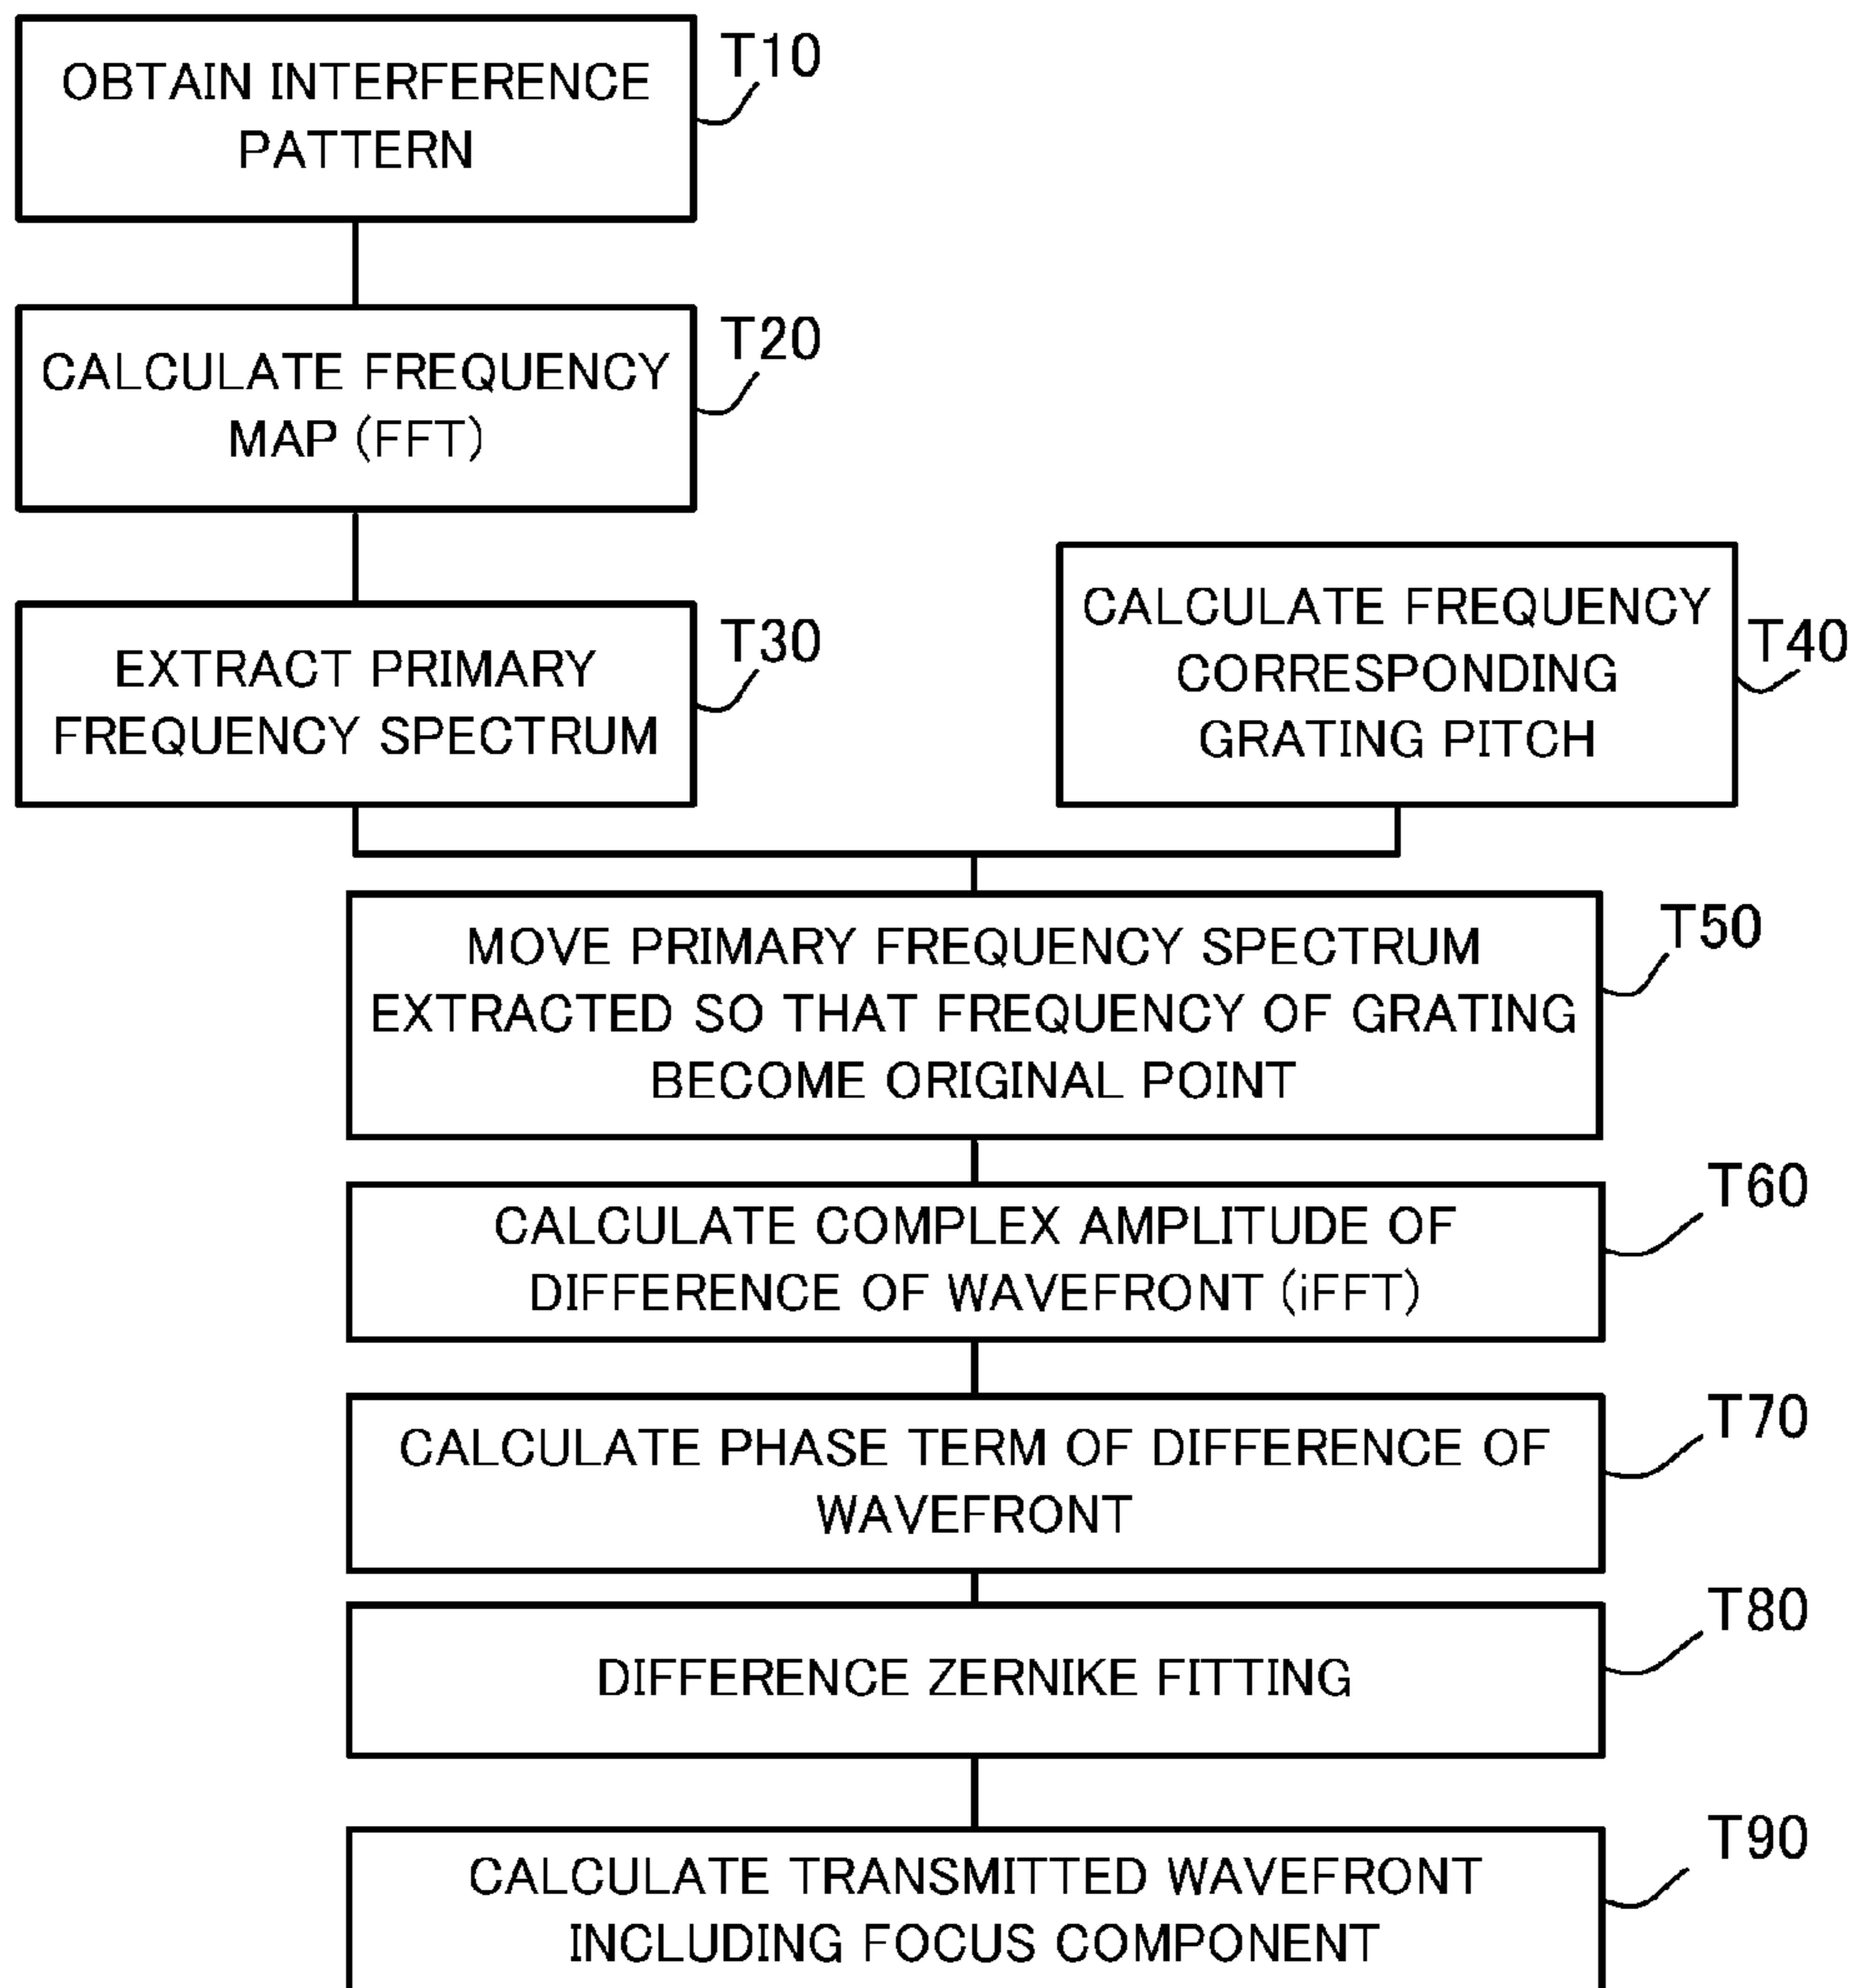 OBTAIN INTERFERENCE
PATTERN
T10
CALCULATE FREQUENCY
MAP (FFT)
T20
EXTRACT PRIMARY
FREQUENCY SPECTRUM
T30
CALCULATE FREQUENCY
CORRESPONDING
GRATING PITCH
T40
MOVE PRIMARY FREQUENCY SPECTRUM
EXTRACTED SO THAT FREQUENCY OF GRATING
BECOME ORIGINAL POINT
T50
CALCULATE COMPLEX AMPLITUDE OF
DIFFERENCE OF WAVEFRONT (iFFT)
T60
CALCULATE PHASE TERM OF DIFFERENCE OF
WAVEFRONT
T70
DIFFERENCE ZERNIKE FITTING
T80
CALCULATE TRANSMITTED WAVEFRONT
INCLUDING FOCUS COMPONENT
T90